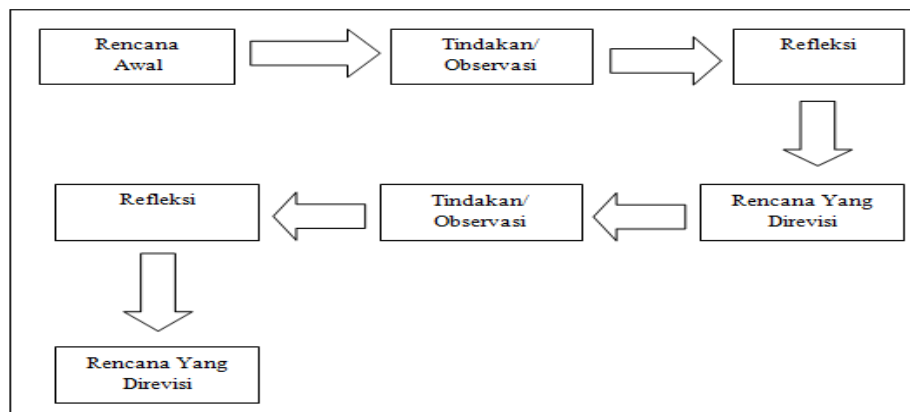 Rencana
Awal
Tindakan/
Observasi
Refleksi
Rencana Yang
Direvisi
Tindakan/
Observasi
Refleksi
Rencana Yang
Direvisi